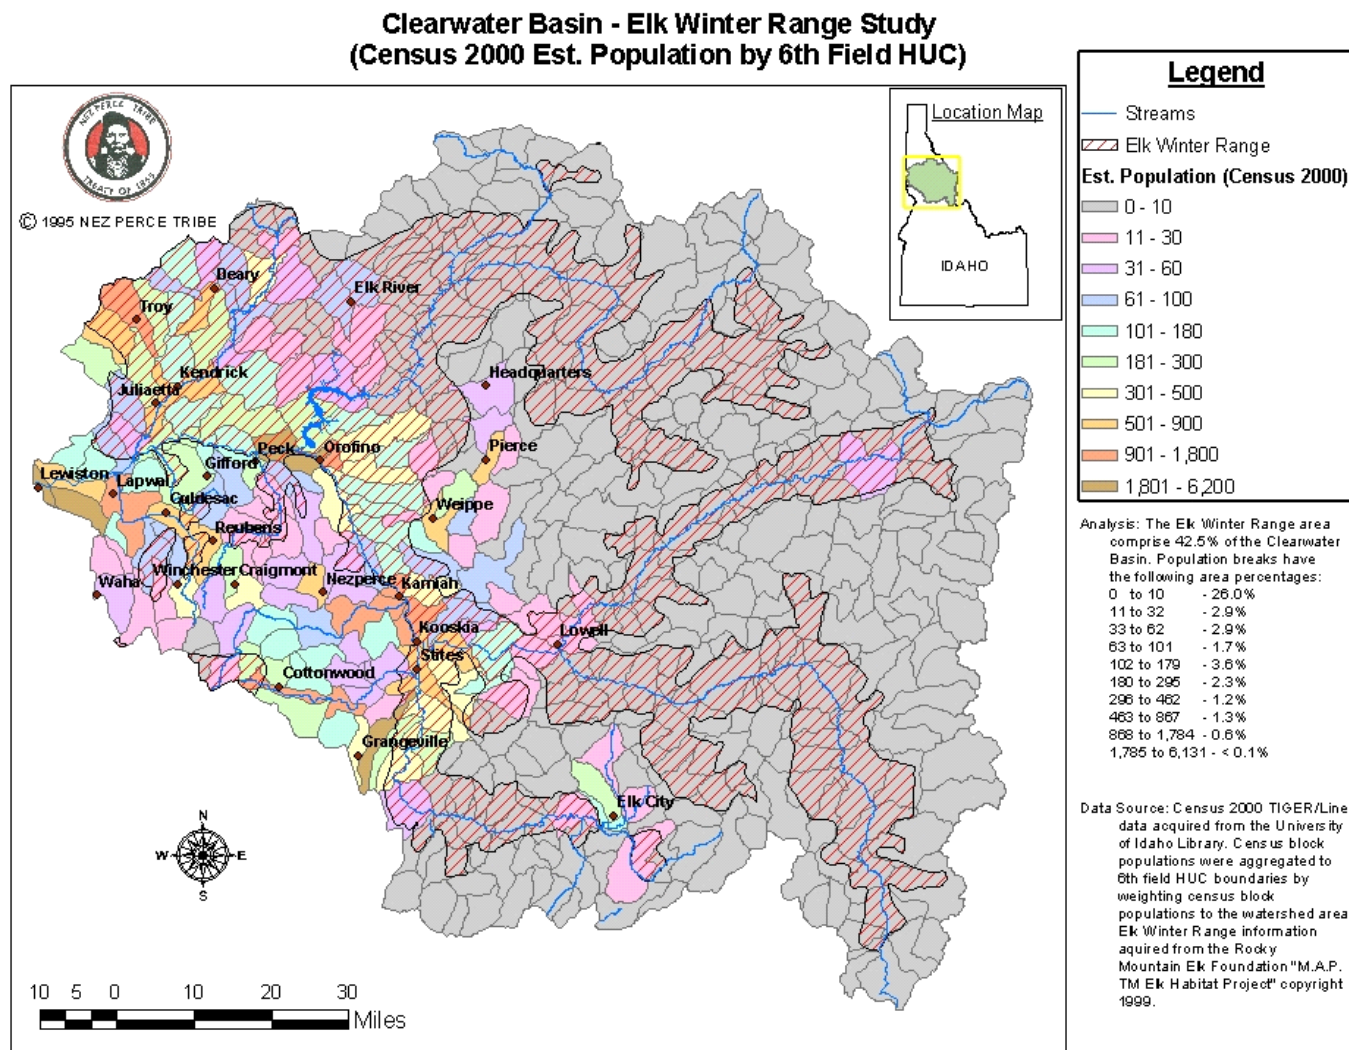 Clearwater Basin - Elk Winter Range Study
(Census 2000 Est. Population by 6th Field HUC)
NEZ PERCE TRIBE
TREATY OF 1855
© 1995 NEZ PERCE TRIBE
Location Map
IDAHO
Legend
Streams
Elk Winter Range
Est. Population (Census 2000)
0 - 10
11 - 30
31 - 60
61 - 100
101 - 180
181 - 300
301 - 500
501 - 900
901 - 1,800
1,801 - 6,200
Deary
Elk River
Troy
Kendrick
Headquarters
Juliaetta
Peck
Orofino
Pierce
Gifford
Lewiston
Lapwai
Culdesac
Weippe
Reubens
Waha
Winchester
Craigmont
Nezperce
Kamiah
Kooskia
Lowell
Stites
Cottonwood
Grangeville
Elk City
N
W
E
S
10 5 0 10 20 30
Miles
Analysis: The Elk Winter Range area
comprise 42.5% of the Clearwater
Basin. Population breaks have
the following area percentages:
0 to 10 - 26.0%
11 to 32 - 2.9%
33 to 62 - 2.9%
63 to 101 - 1.7%
102 to 179 - 3.6%
180 to 295 - 2.3%
296 to 462 - 1.2%
463 to 867 - 1.3%
868 to 1,784 - 0.6%
1,785 to 6,131 - < 0.1%
Data Source: Census 2000 TIGER/Line
data acquired from the University
of Idaho Library. Census block
populations were aggregated to
6th field HUC boundaries by
weighting census block
populations to the watershed area
Elk Winter Range information
aquired from the Rocky
Mountain Elk Foundation "M.A.P.
TM Elk Habitat Project" copyright
1999.